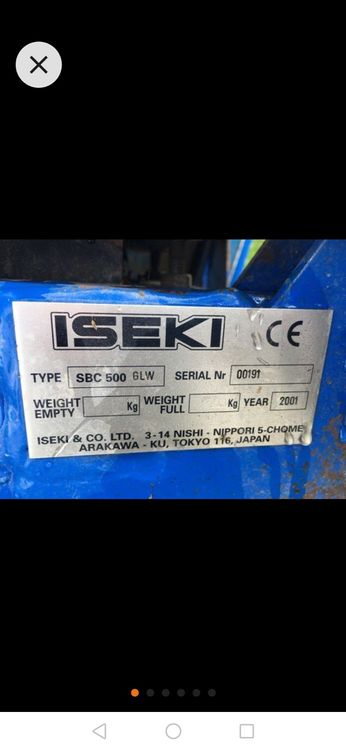 ISEKI CE
TYPE SBC 500 GLW SERIAL Nr 00191
WEIGHT EMPTY Kg WEIGHT FULL Kg YEAR 2001
ISEKI & CO. LTD. 3-14 NISHI - NIPPORI 5-CHOME
ARAKAWA - KU, TOKYO 116, JAPAN